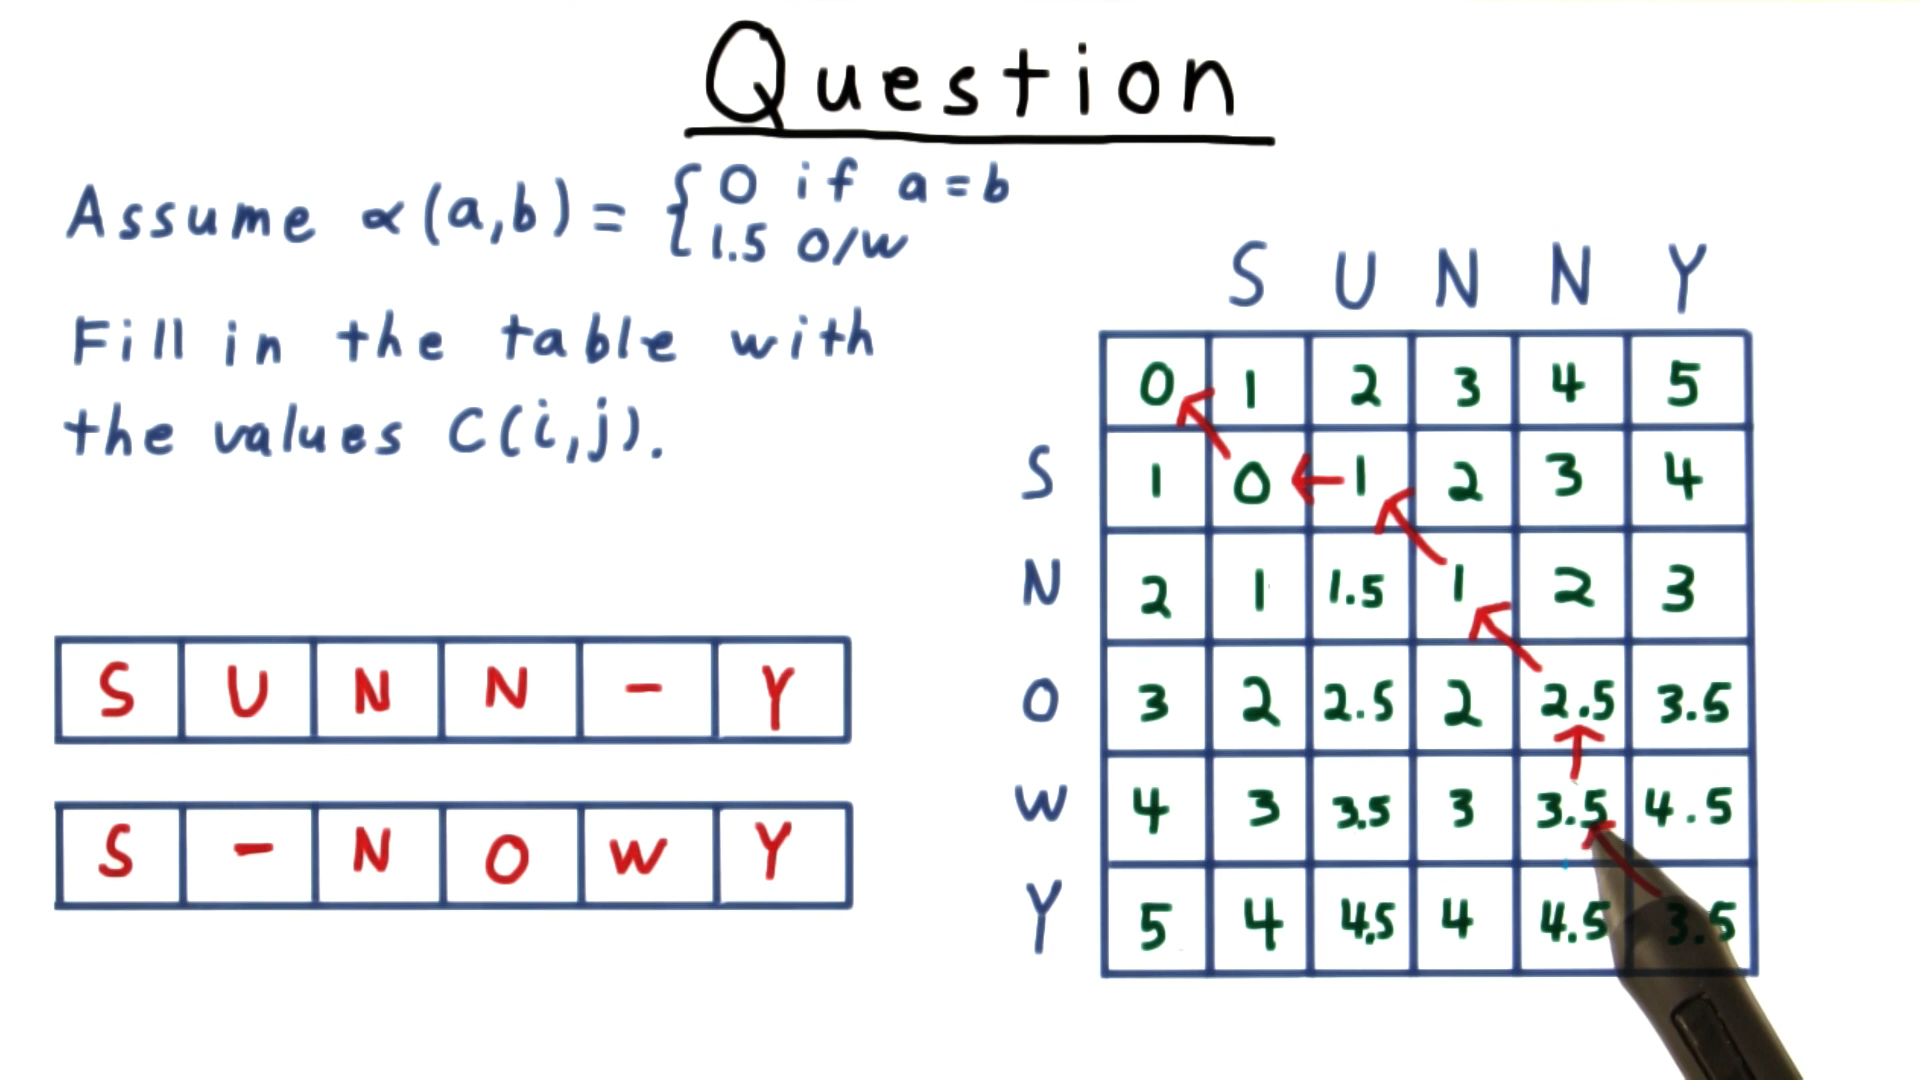 Question
Assume ∝(a,b) = { 0 if a=b
1.5 o/w
Fill in the table with
the values C(i,j).
S U N N Y
0 1 2 3 4 5
S 1 0 1 2 3 4
N 2 1 1.5 1 2 3
O 3 2 2.5 2 2.5 3.5
W 4 3 3.5 3 3.5 4.5
Y 5 4 4.5 4 4.5 3.5
S U N N - Y
S - N O W Y